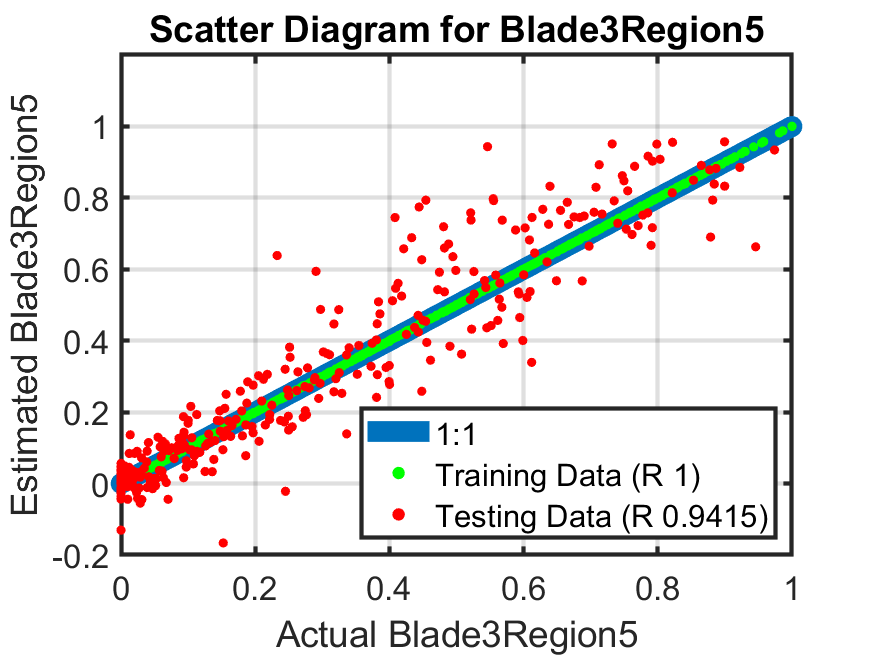 Scatter Diagram for Blade3Region5
Estimated Blade3Region5
1
0.8
0.6
0.4
0.2
0
-0.2
1:1
Training Data (R 1)
Testing Data (R 0.9415)
0 0.2 0.4 0.6 0.8 1
Actual Blade3Region5